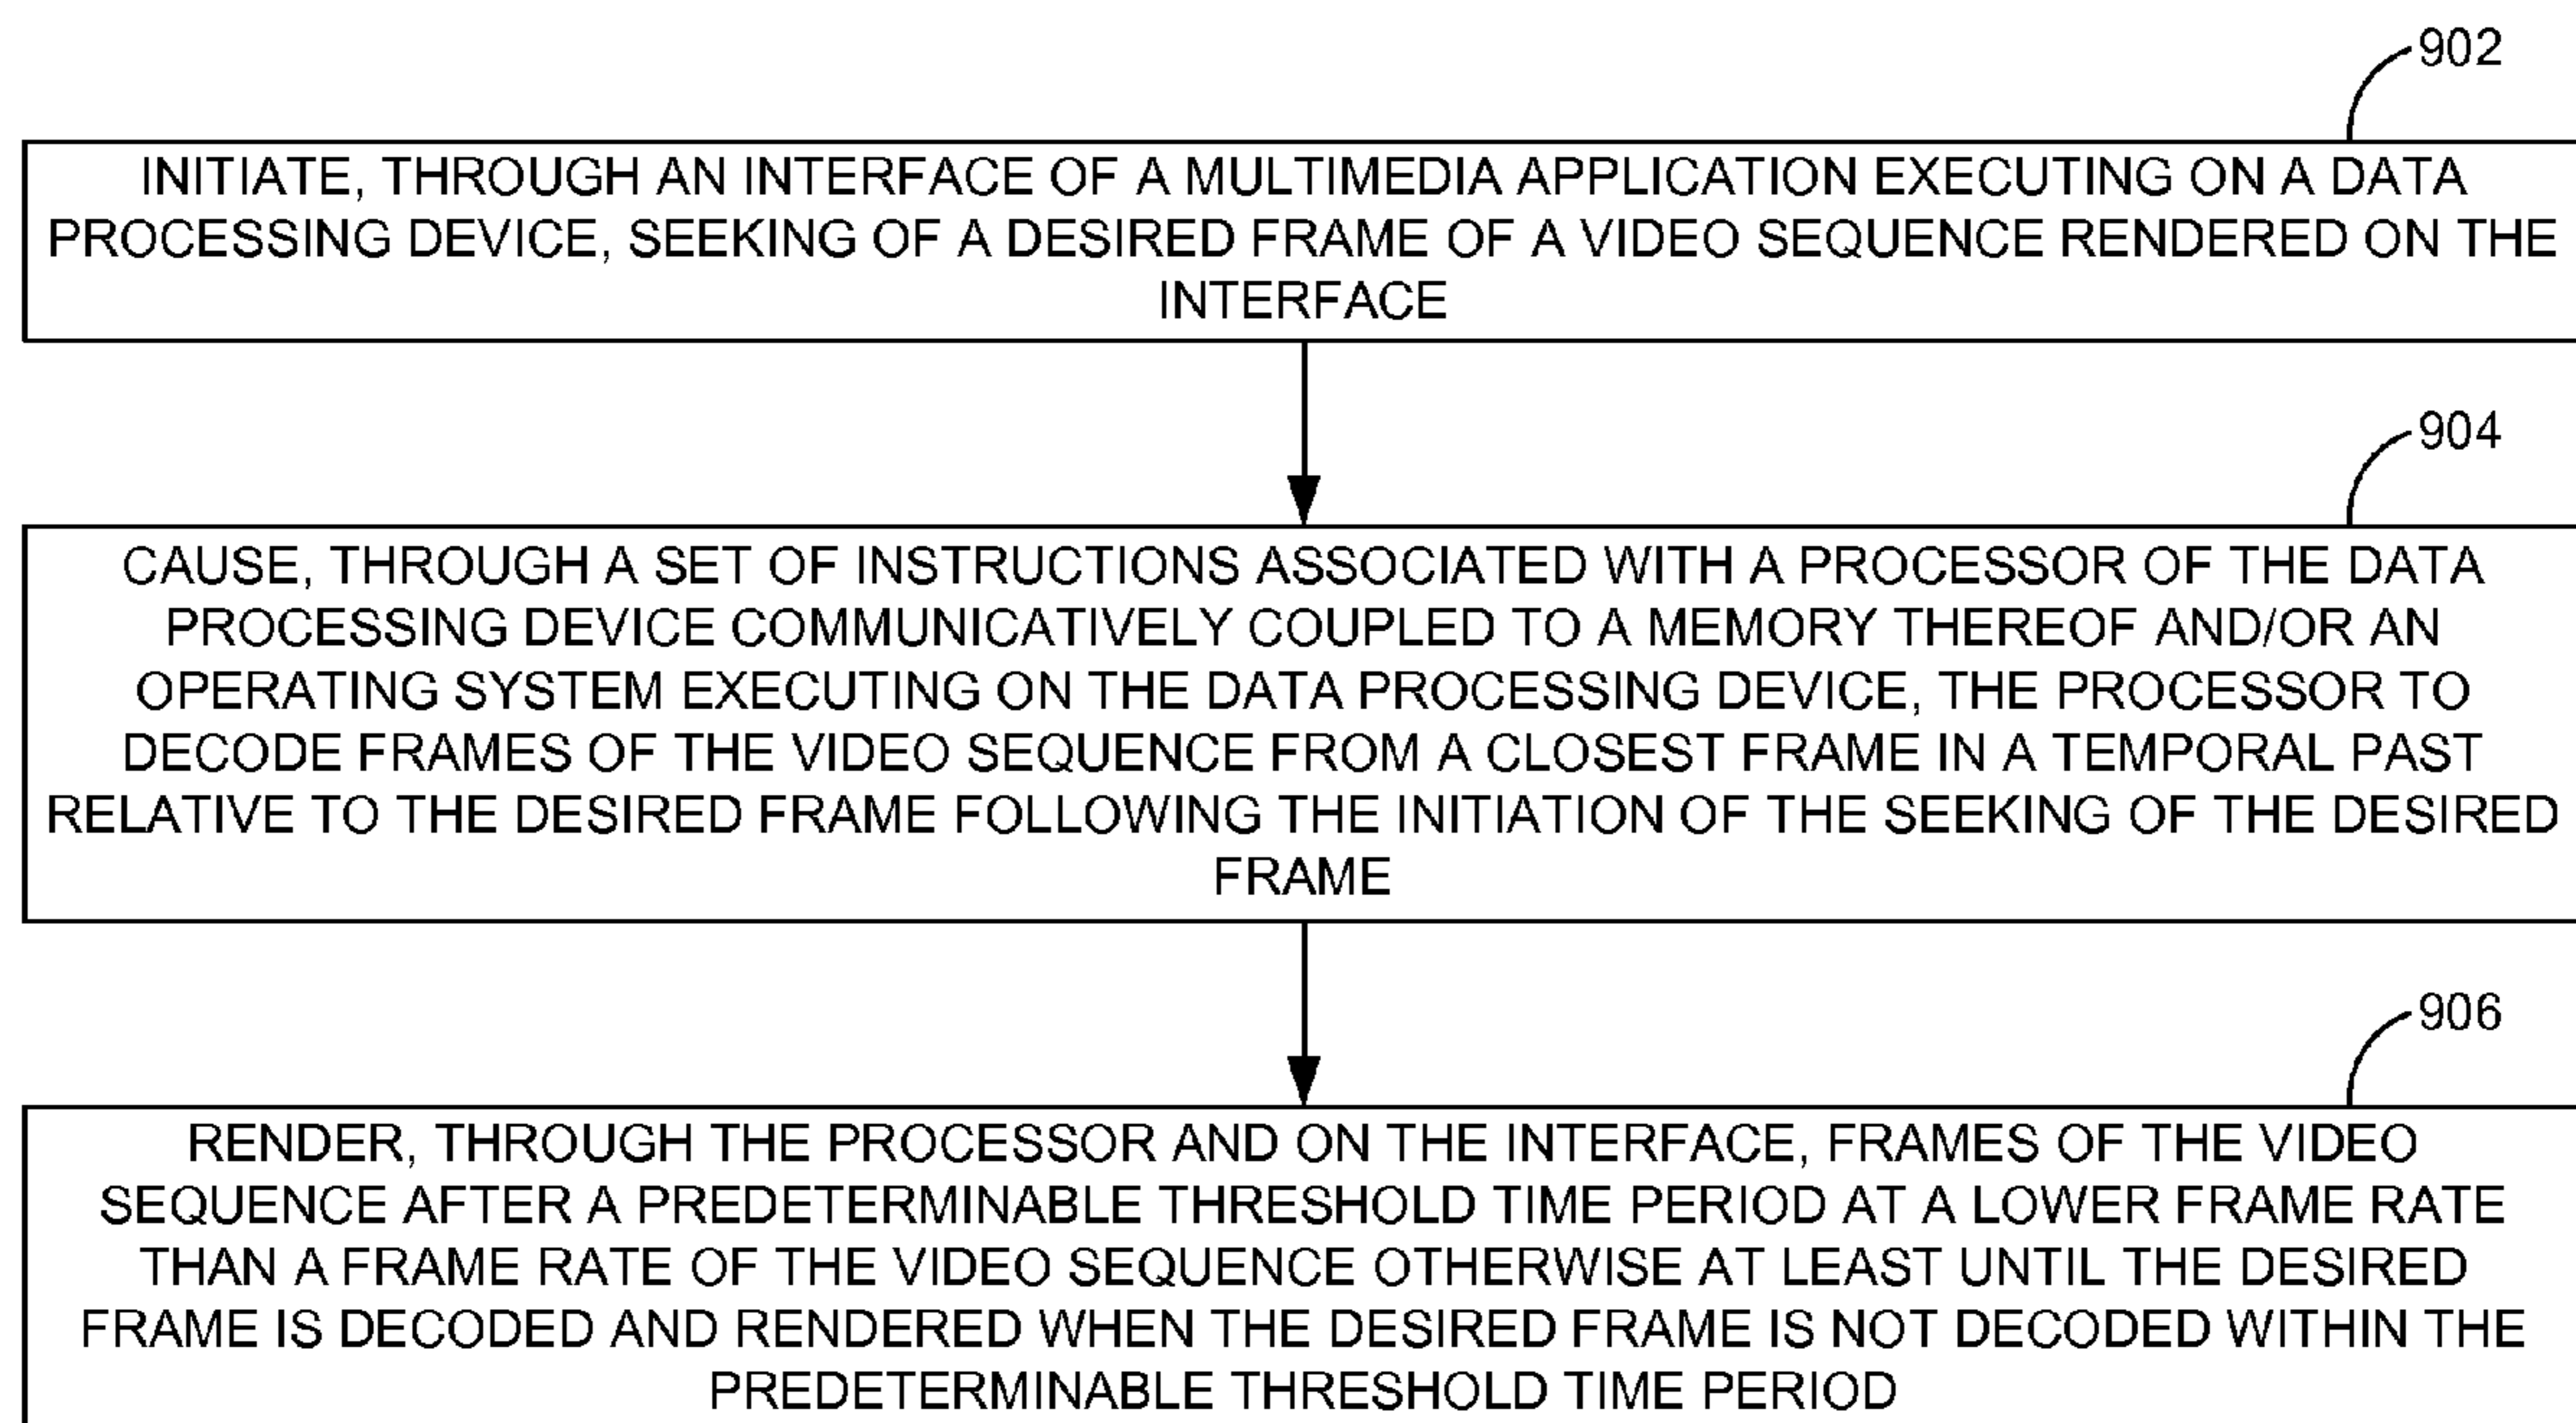 902
INITIATE, THROUGH AN INTERFACE OF A MULTIMEDIA APPLICATION EXECUTING ON A DATA
PROCESSING DEVICE, SEEKING OF A DESIRED FRAME OF A VIDEO SEQUENCE RENDERED ON THE
INTERFACE
904
CAUSE, THROUGH A SET OF INSTRUCTIONS ASSOCIATED WITH A PROCESSOR OF THE DATA
PROCESSING DEVICE COMMUNICATIVELY COUPLED TO A MEMORY THEREOF AND/OR AN
OPERATING SYSTEM EXECUTING ON THE DATA PROCESSING DEVICE, THE PROCESSOR TO
DECODE FRAMES OF THE VIDEO SEQUENCE FROM A CLOSEST FRAME IN A TEMPORAL PAST
RELATIVE TO THE DESIRED FRAME FOLLOWING THE INITIATION OF THE SEEKING OF THE DESIRED
FRAME
906
RENDER, THROUGH THE PROCESSOR AND ON THE INTERFACE, FRAMES OF THE VIDEO
SEQUENCE AFTER A PREDETERMINABLE THRESHOLD TIME PERIOD AT A LOWER FRAME RATE
THAN A FRAME RATE OF THE VIDEO SEQUENCE OTHERWISE AT LEAST UNTIL THE DESIRED
FRAME IS DECODED AND RENDERED WHEN THE DESIRED FRAME IS NOT DECODED WITHIN THE
PREDETERMINABLE THRESHOLD TIME PERIOD